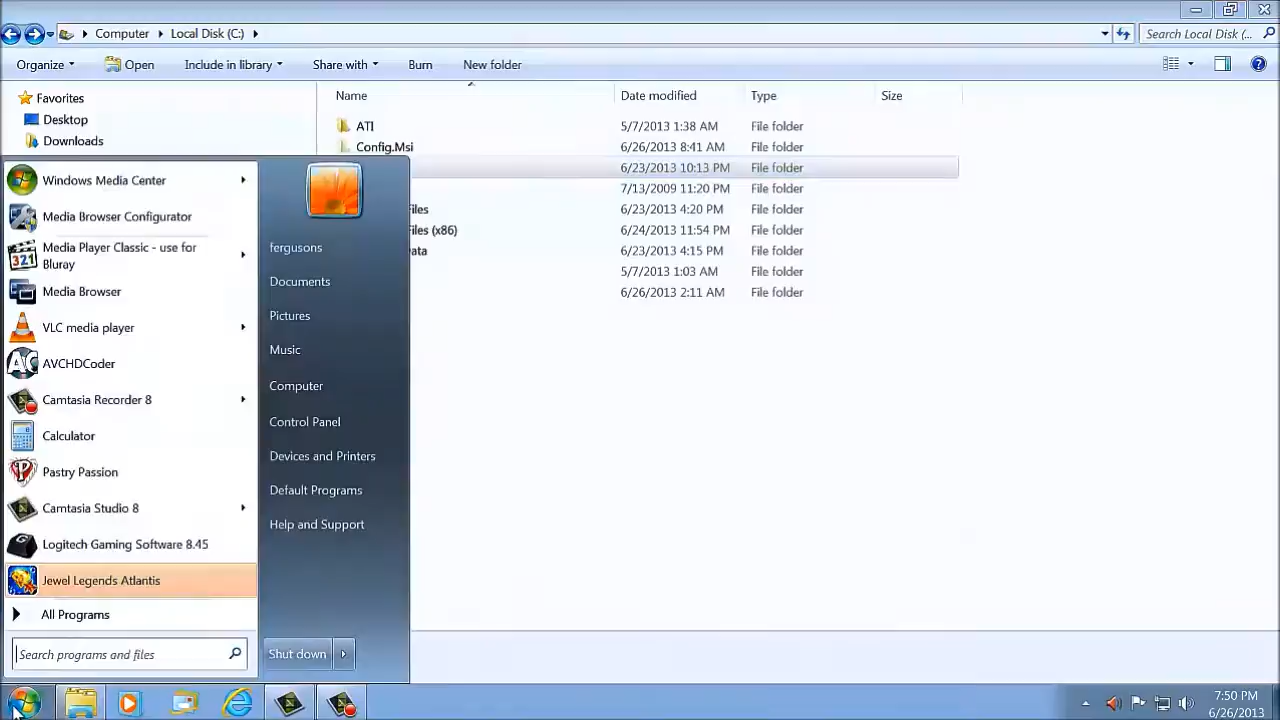 Computer Local Disk (C:)
Search Local Disk (...
Organize Open Include in library Share with Burn New folder
Name Date modified Type Size
Favorites
Desktop
Downloads
ATI 5/7/2013 1:38 AM File folder
Config.Msi 6/26/2013 8:41 AM File folder
6/23/2013 10:13 PM File folder
7/13/2009 11:20 PM File folder
Files 6/23/2013 4:20 PM File folder
Files (x86) 6/24/2013 11:54 PM File folder
ata 6/23/2013 4:15 PM File folder
5/7/2013 1:03 AM File folder
6/26/2013 2:11 AM File folder
Windows Media Center
Media Browser Configurator
Media Player Classic - use for
Bluray
321
Media Browser
VLC media player
AC
AVCHDCoder
Camtasia Recorder 8
Calculator
Pastry Passion
Camtasia Studio 8
Logitech Gaming Software 8.45
Jewel Legends Atlantis
All Programs
Search programs and files
fergusons
Documents
Pictures
Music
Computer
Control Panel
Devices and Printers
Default Programs
Help and Support
Shut down
7:50 PM
6/26/2013